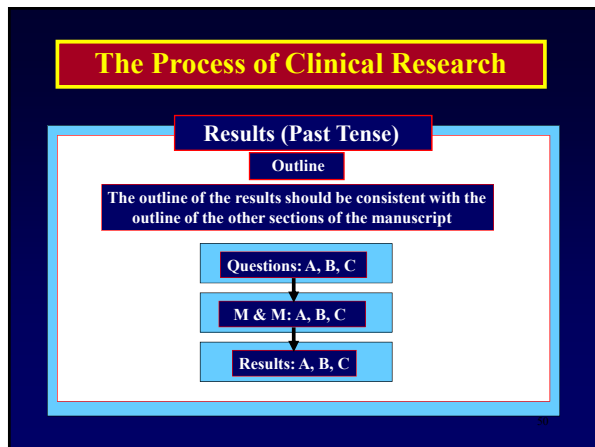 The Process of Clinical Research
Results (Past Tense)
Outline
The outline of the results should be consistent with the
outline of the other sections of the manuscript
Questions: A, B, C
M & M: A, B, C
Results: A, B, C